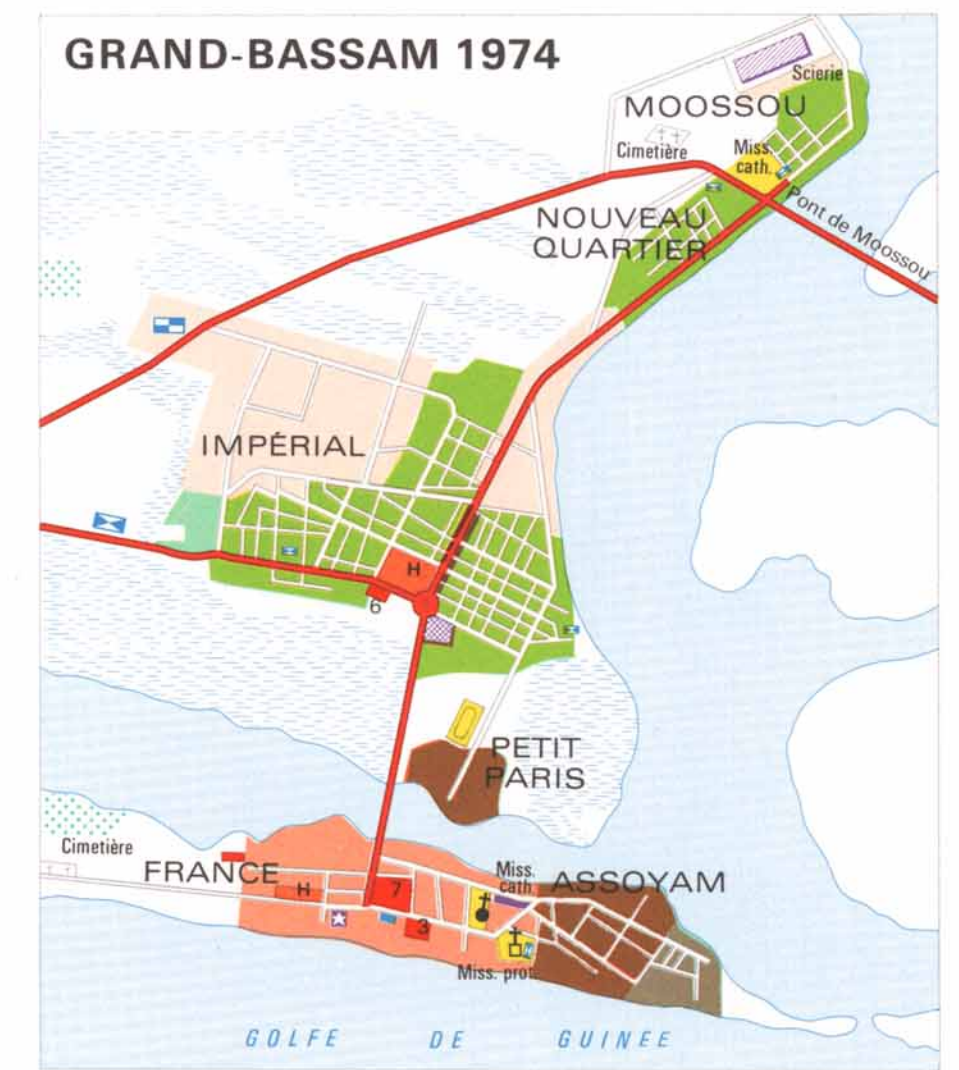 GRAND-BASSAM 1974
Scierie
MOOSSOU
Cimetière
Miss.
cath.
Pont de Moossou
NOUVEAU
QUARTIER
IMPÉRIAL
H
6
PETIT
PARIS
Cimetière
FRANCE
H
7
3
Miss.
cath.
ASSOYAM
Miss. prot.
GOLFE DE GUINEE